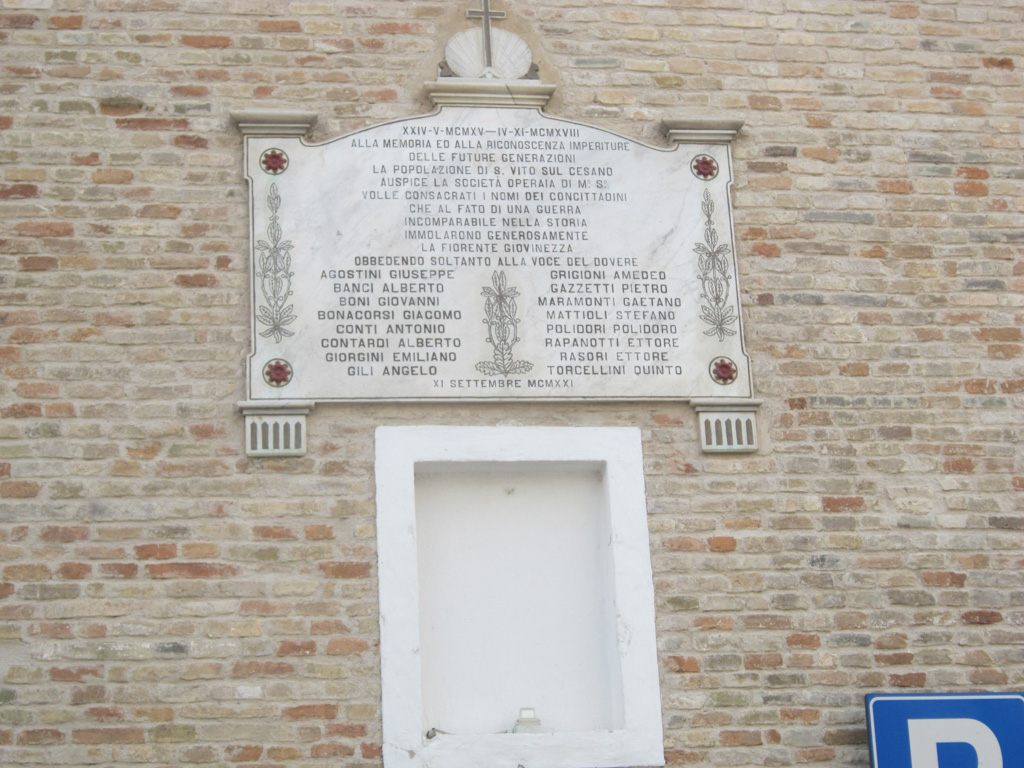 XXIV-V-MCMXV—IV-XI-MCMXVIII
ALLA MEMORIA ED ALLA RICONOSCENZA IMPERITURE
DELLE FUTURE GENERAZIONI
LA POPOLAZIONE DI S. VITO SUL CESANO
AUSPICE LA SOCIETÀ OPERAIA DI M. S.
VOLLE CONSACRATI I NOMI DEI CONCITTADINI
CHE AL FATO DI UNA GUERRA
INCOMPARABILE NELLA STORIA
IMMOLARONO GENEROSAMENTE
LA FIORENTE GIOVINEZZA
OBBEDENDO SOLTANTO ALLA VOCE DEL DOVERE
AGOSTINI GIUSEPPE
BANCI ALBERTO
BONI GIOVANNI
BONACORSI GIACOMO
CONTI ANTONIO
CONTARDI ALBERTO
GIORGINI EMILIANO
GILI ANGELO
GRIGIONI AMEDEO
GAZZETTI PIETRO
MARAMONTI GAETANO
MATTIOLI STEFANO
POLIDORI POLIDORO
RAPANOTTI ETTORE
RASORI ETTORE
TORCELLINI QUINTO
XI SETTEMBRE MCMXXI
P